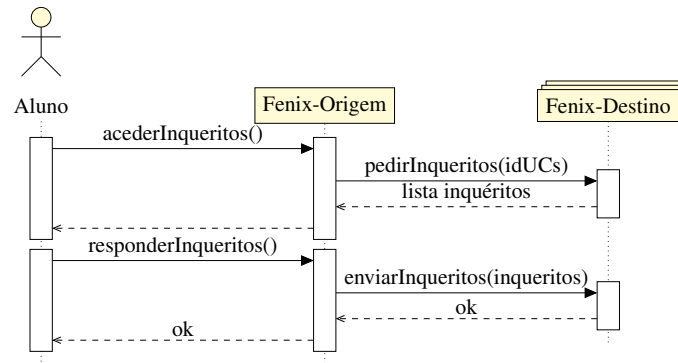 Aluno
Fenix-Origem
Fenix-Destino
acederInqueritos()
pedirInqueritos(idUCs)
lista inquéritos
responderInqueritos()
enviarInqueritos(inqueritos)
ok
ok